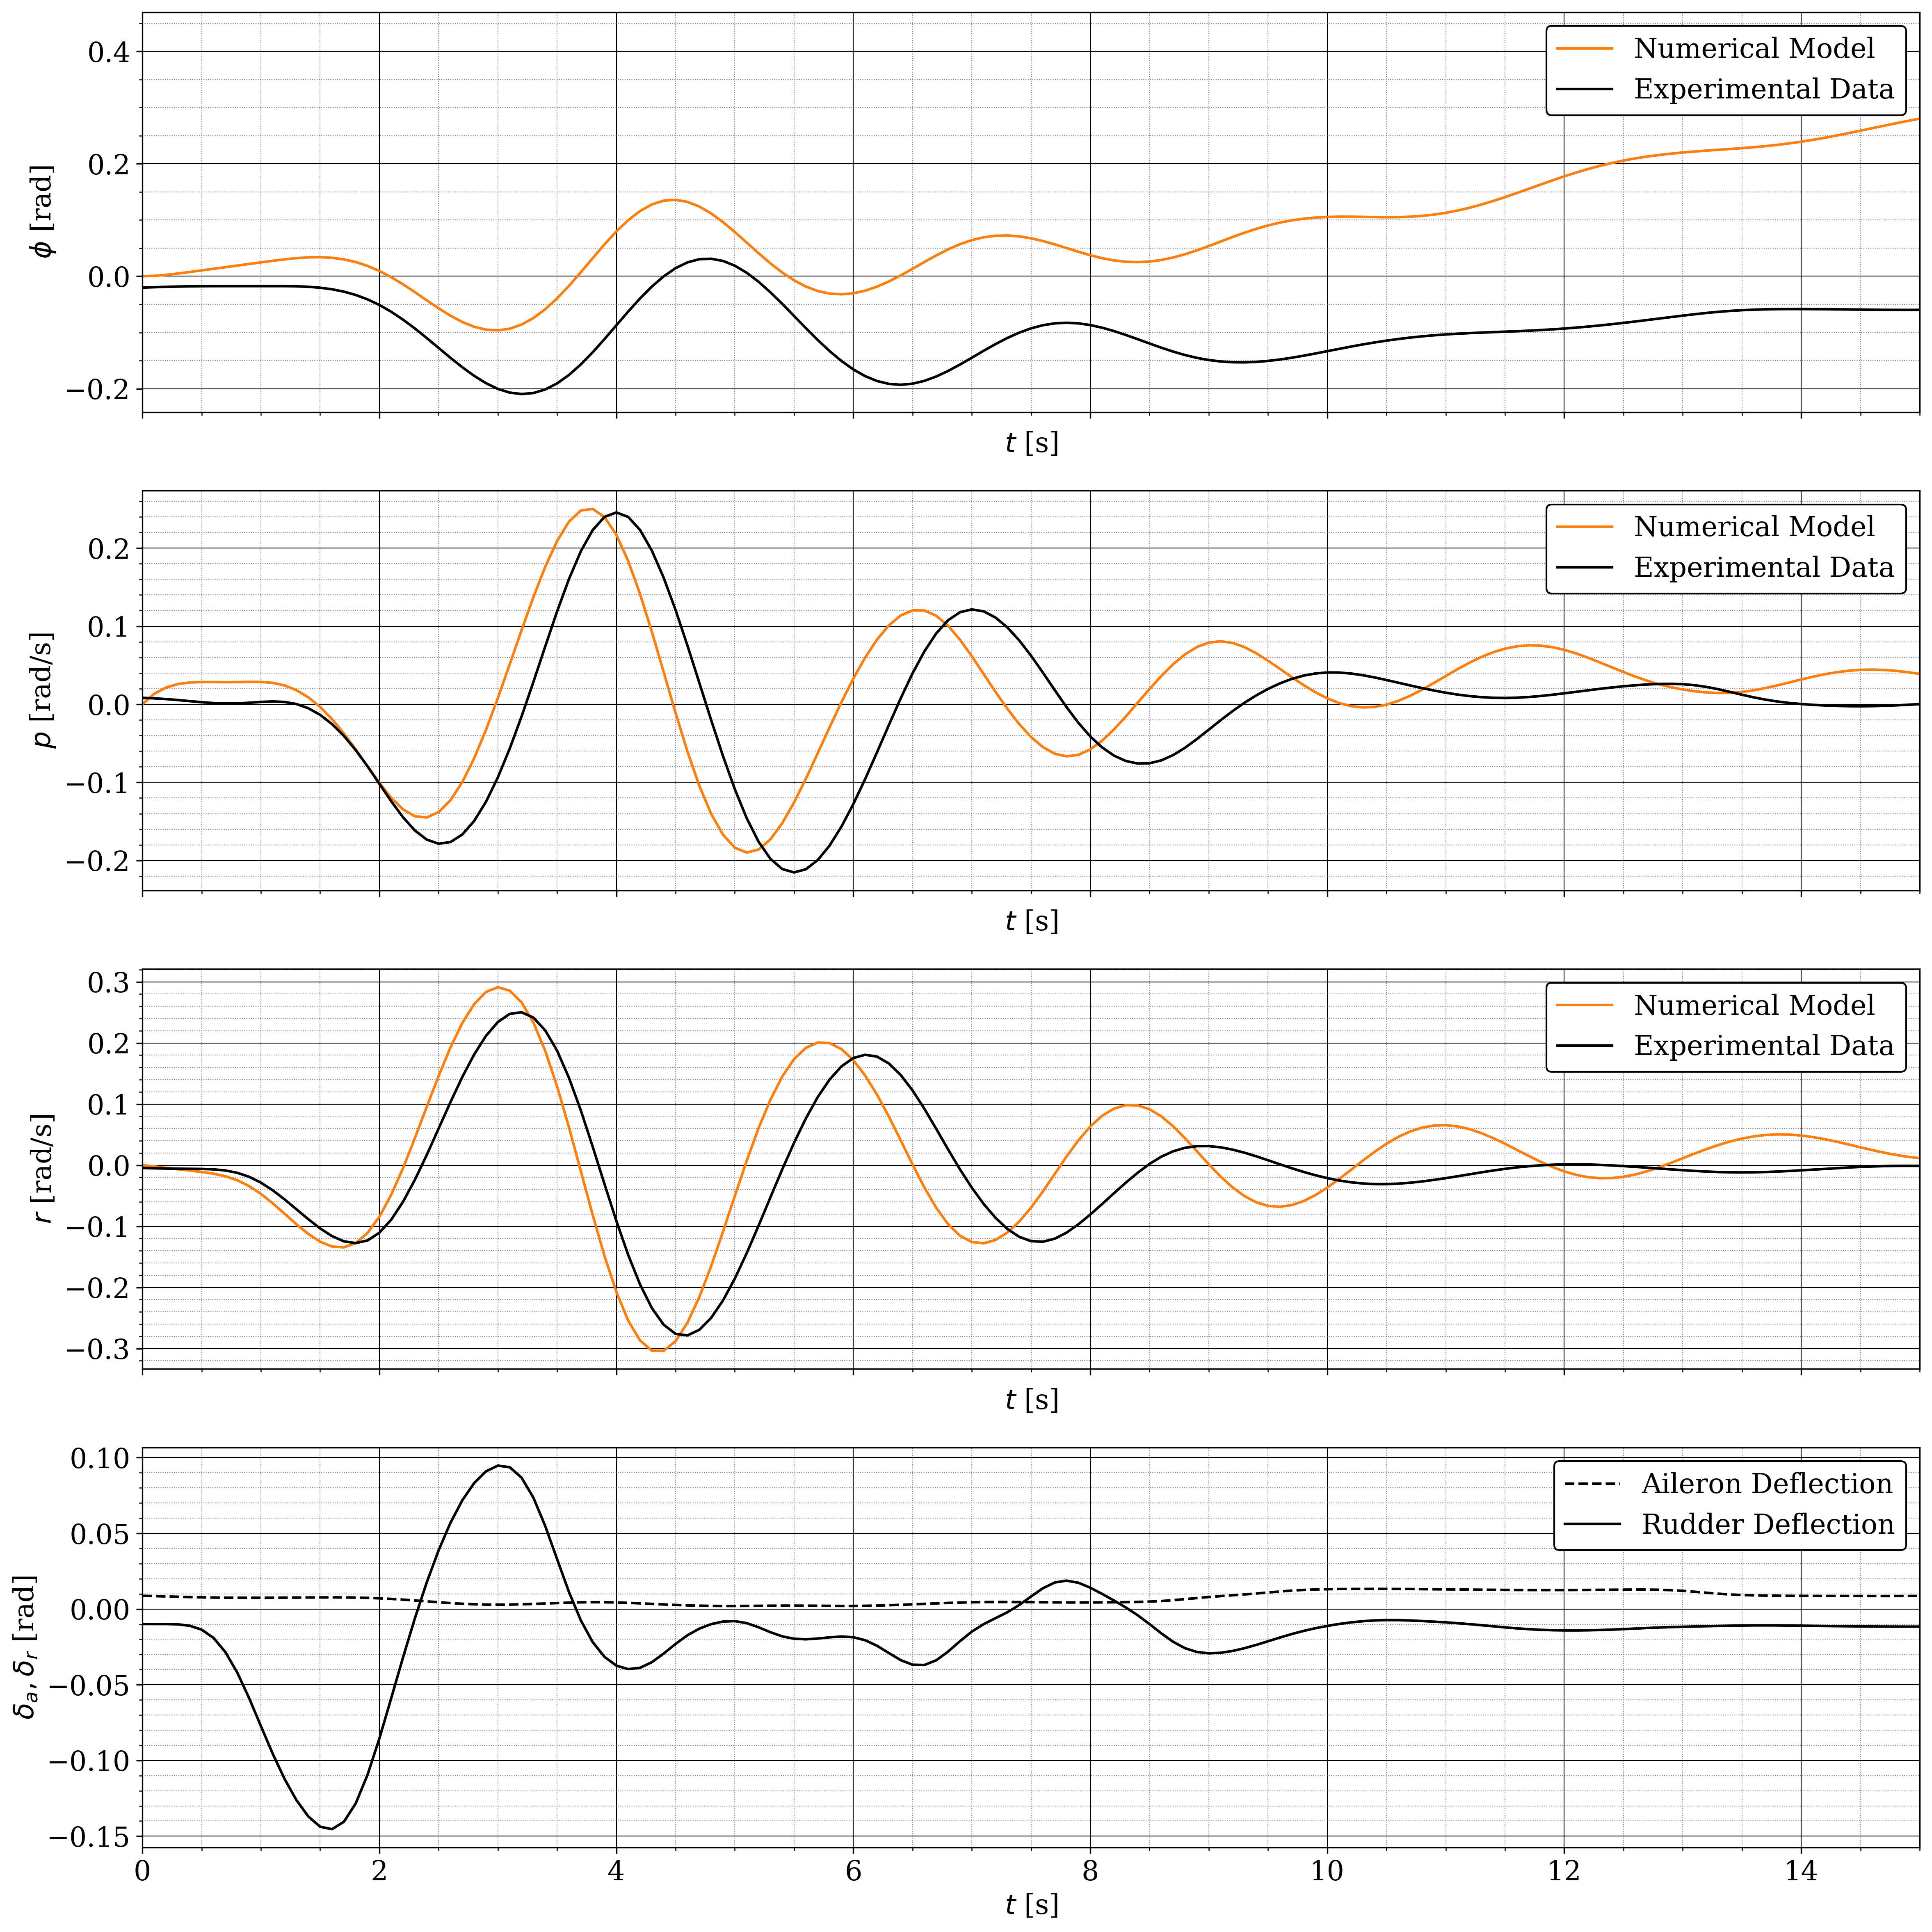 0.4
0.2
0.0
−0.2
ϕ [rad]
Numerical Model
Experimental Data
t [s]
0.2
0.1
0.0
−0.1
−0.2
p [rad/s]
Numerical Model
Experimental Data
t [s]
0.3
0.2
0.1
0.0
−0.1
−0.2
−0.3
r [rad/s]
Numerical Model
Experimental Data
t [s]
0.10
0.05
0.00
−0.05
−0.10
−0.15
δa, δr [rad]
Aileron Deflection
Rudder Deflection
0 2 4 6 8 10 12 14
t [s]